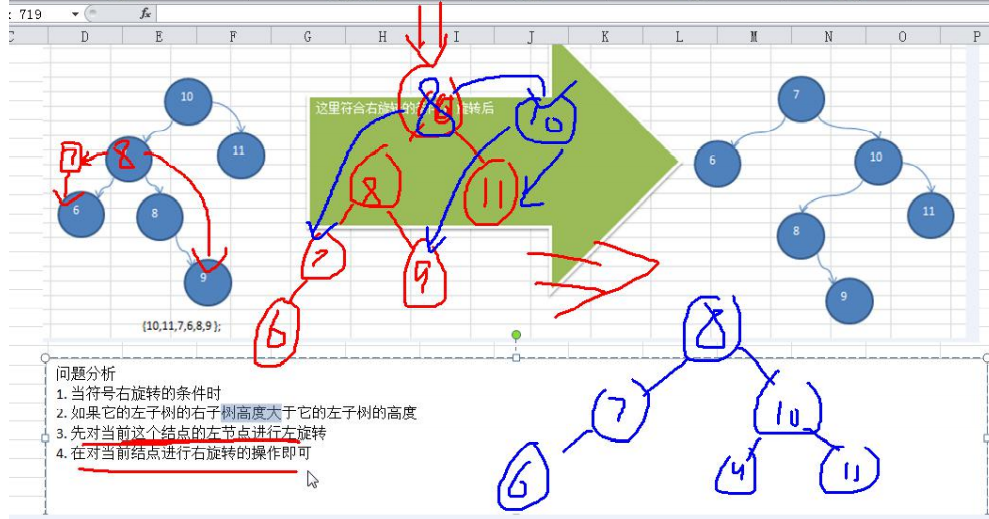 719
fx
D E F G H I J K L M N O P
10
8
11
7
6
8
9
{10,11,7,6,8,9 };
这里符合右旋转的
旋转后
10
8
11
7
9
6
7
6
10
8
11
9
问题分析
1. 当符号右旋转的条件时
2. 如果它的左子树的右子树高度大于它的左子树的高度
3. 先对当前这个结点的左节点进行左旋转
4. 在对当前结点进行右旋转的操作即可
8
7
10
6
11